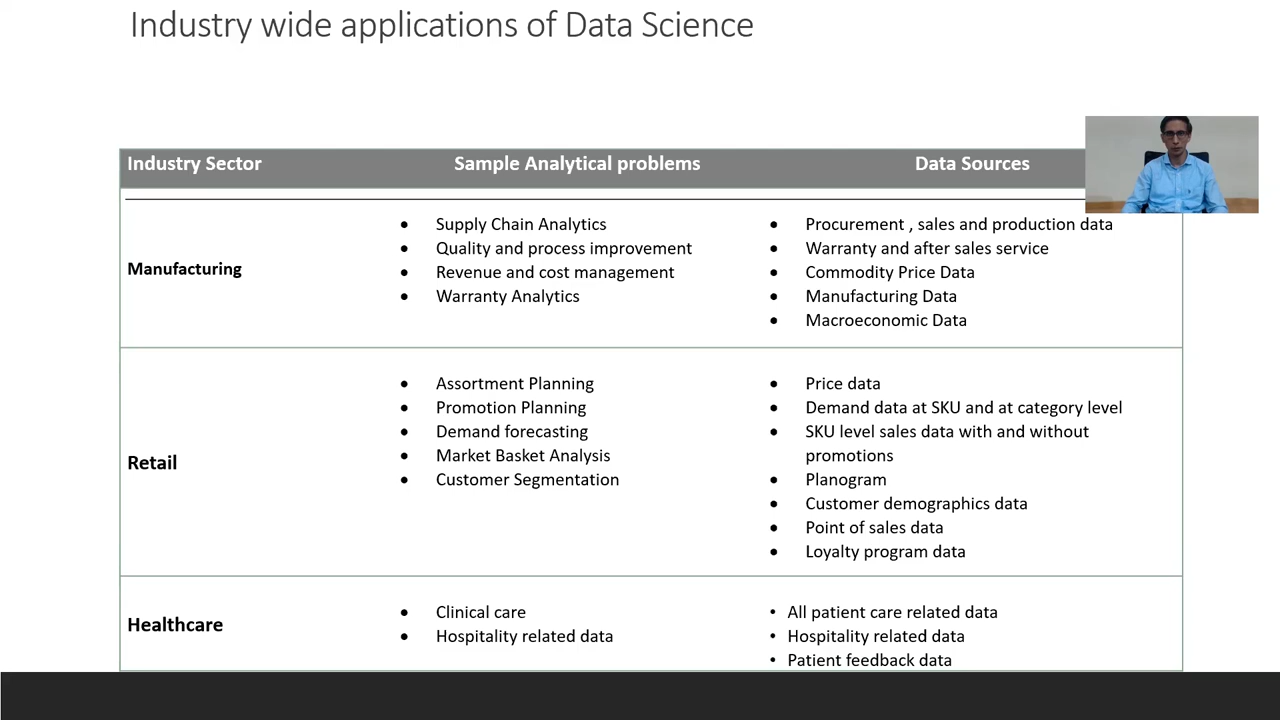 Industry wide applications of Data Science
Industry Sector Sample Analytical problems Data Sources
Manufacturing
• Supply Chain Analytics
• Quality and process improvement
• Revenue and cost management
• Warranty Analytics
• Procurement , sales and production data
• Warranty and after sales service
• Commodity Price Data
• Manufacturing Data
• Macroeconomic Data
Retail
• Assortment Planning
• Promotion Planning
• Demand forecasting
• Market Basket Analysis
• Customer Segmentation
• Price data
• Demand data at SKU and at category level
• SKU level sales data with and without
promotions
• Planogram
• Customer demographics data
• Point of sales data
• Loyalty program data
Healthcare
• Clinical care
• Hospitality related data
• All patient care related data
• Hospitality related data
• Patient feedback data